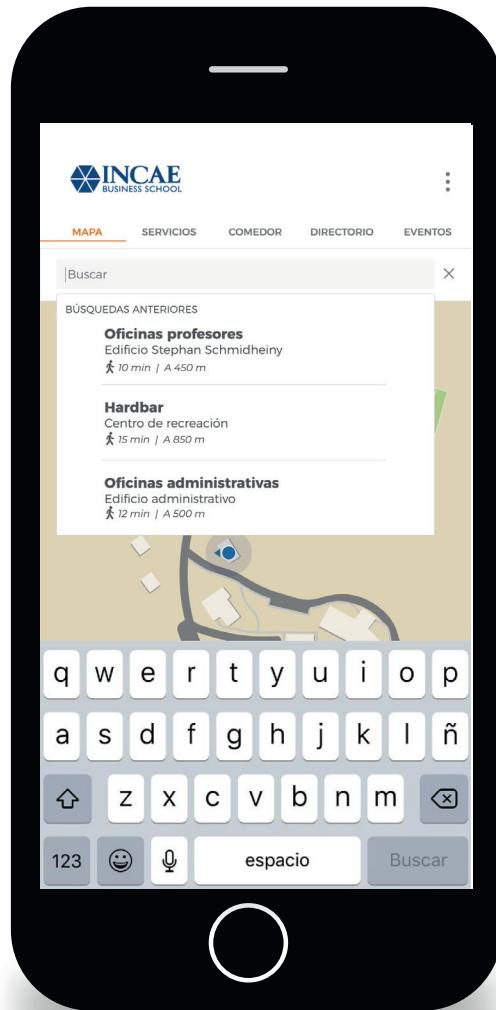 INCAE
BUSINESS SCHOOL
MAPA SERVICIOS COMEDOR DIRECTORIO EVENTOS
Buscar
BÚSQUEDAS ANTERIORES
Oficinas profesores
Edificio Stephan Schmidheiny
10 min | A 450 m
Hardbar
Centro de recreación
15 min | A 850 m
Oficinas administrativas
Edificio administrativo
12 min | A 500 m
q w e r t y u i o p
a s d f g h j k l ñ
z x c v b n m
123 espacio Buscar